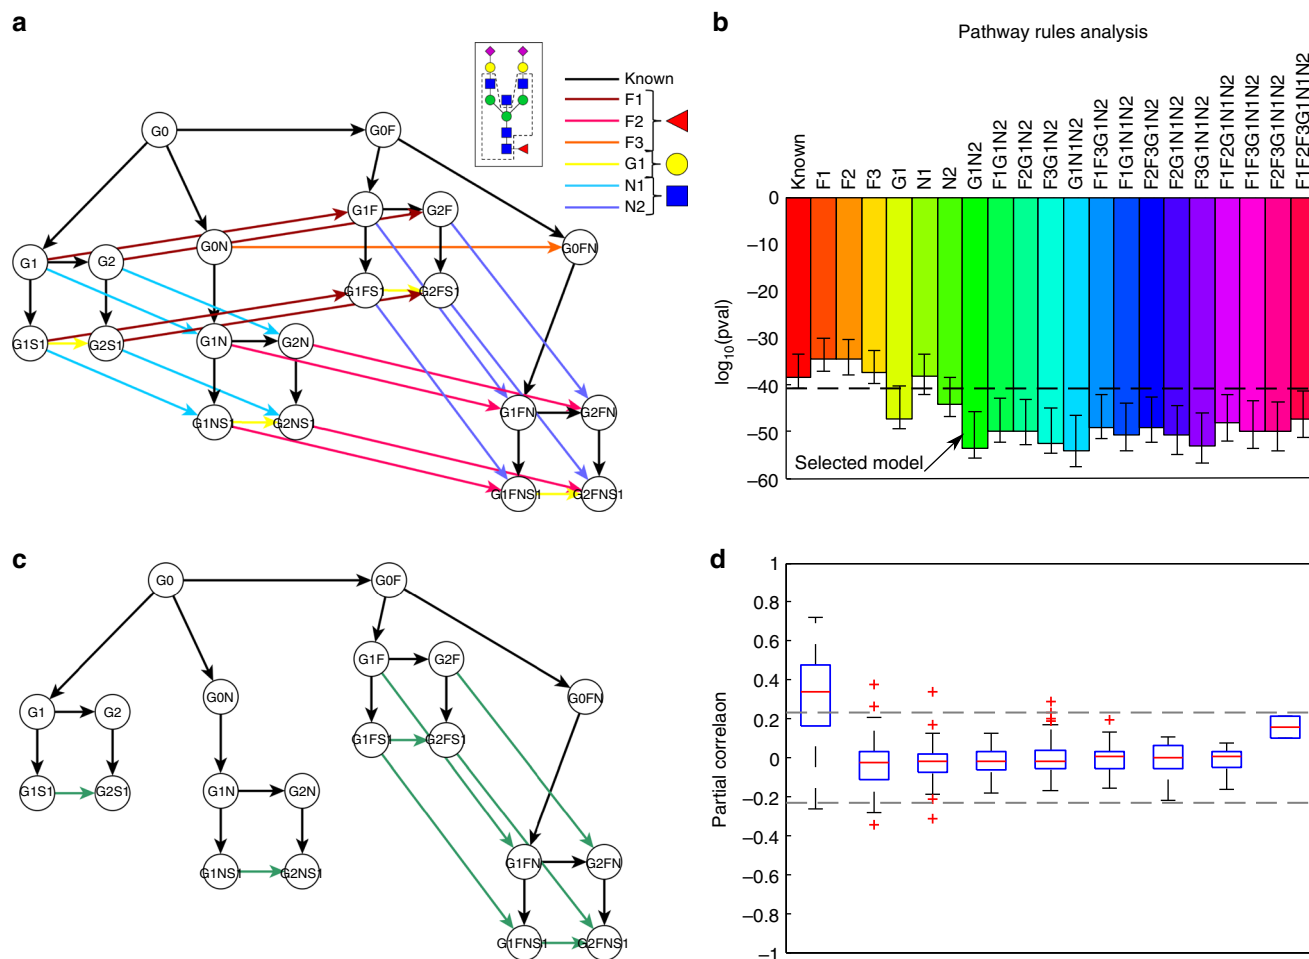 a
G0
G0F
G1F
G2F
G0N
G0FN
G1
G2
G1FS1
G2FS1
G1S1
G2S1
G1N
G2N
G1NS1
G2NS1
G1FN
G2FN
G1FNS1
G2FNS1
Known
F1
F2
F3
G1
N1
N2
b
Pathway rules analysis
Known
F1
F2
F3
G1
N1
N2
G1N2
F1G1N2
F2G1N2
F3G1N2
G1N1N2
F1F3G1N2
F1G1N1N2
F2F3G1N2
F2G1N1N2
F3G1N1N2
F1F2G1N1N2
F1F3G1N1N2
F2F3G1N1N2
F1F2F3G1N1N2
0
–10
–20
–30
–40
–50
–60
log10(pval)
Selected model
c
G0
G0F
G1F
G2F
G0N
G0FN
G1
G2
G1FS1
G2FS1
G1S1
G2S1
G1N
G2N
G1NS1
G2NS1
G1FN
G2FN
G1FNS1
G2FNS1
d
1
0.8
0.6
0.4
0.2
0
–0.2
–0.4
–0.6
–0.8
–1
Partial correlaon